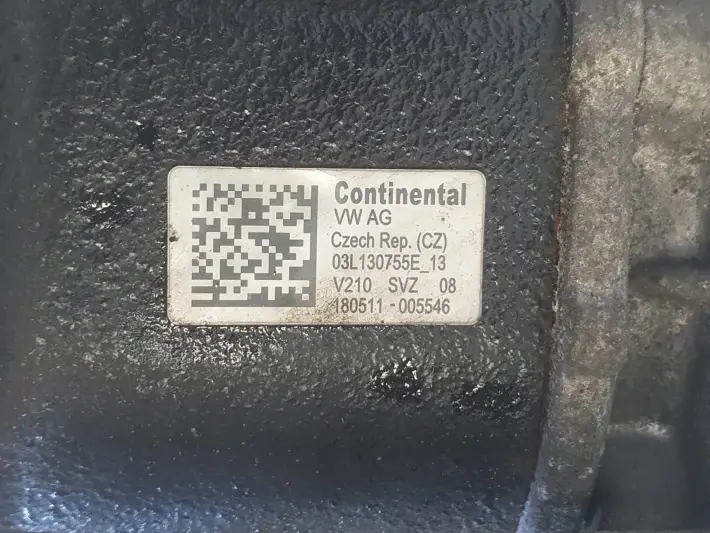 Continental
VW AG
Czech Rep. (CZ)
03L130755E_13
V210 SVZ 08
180511-005546